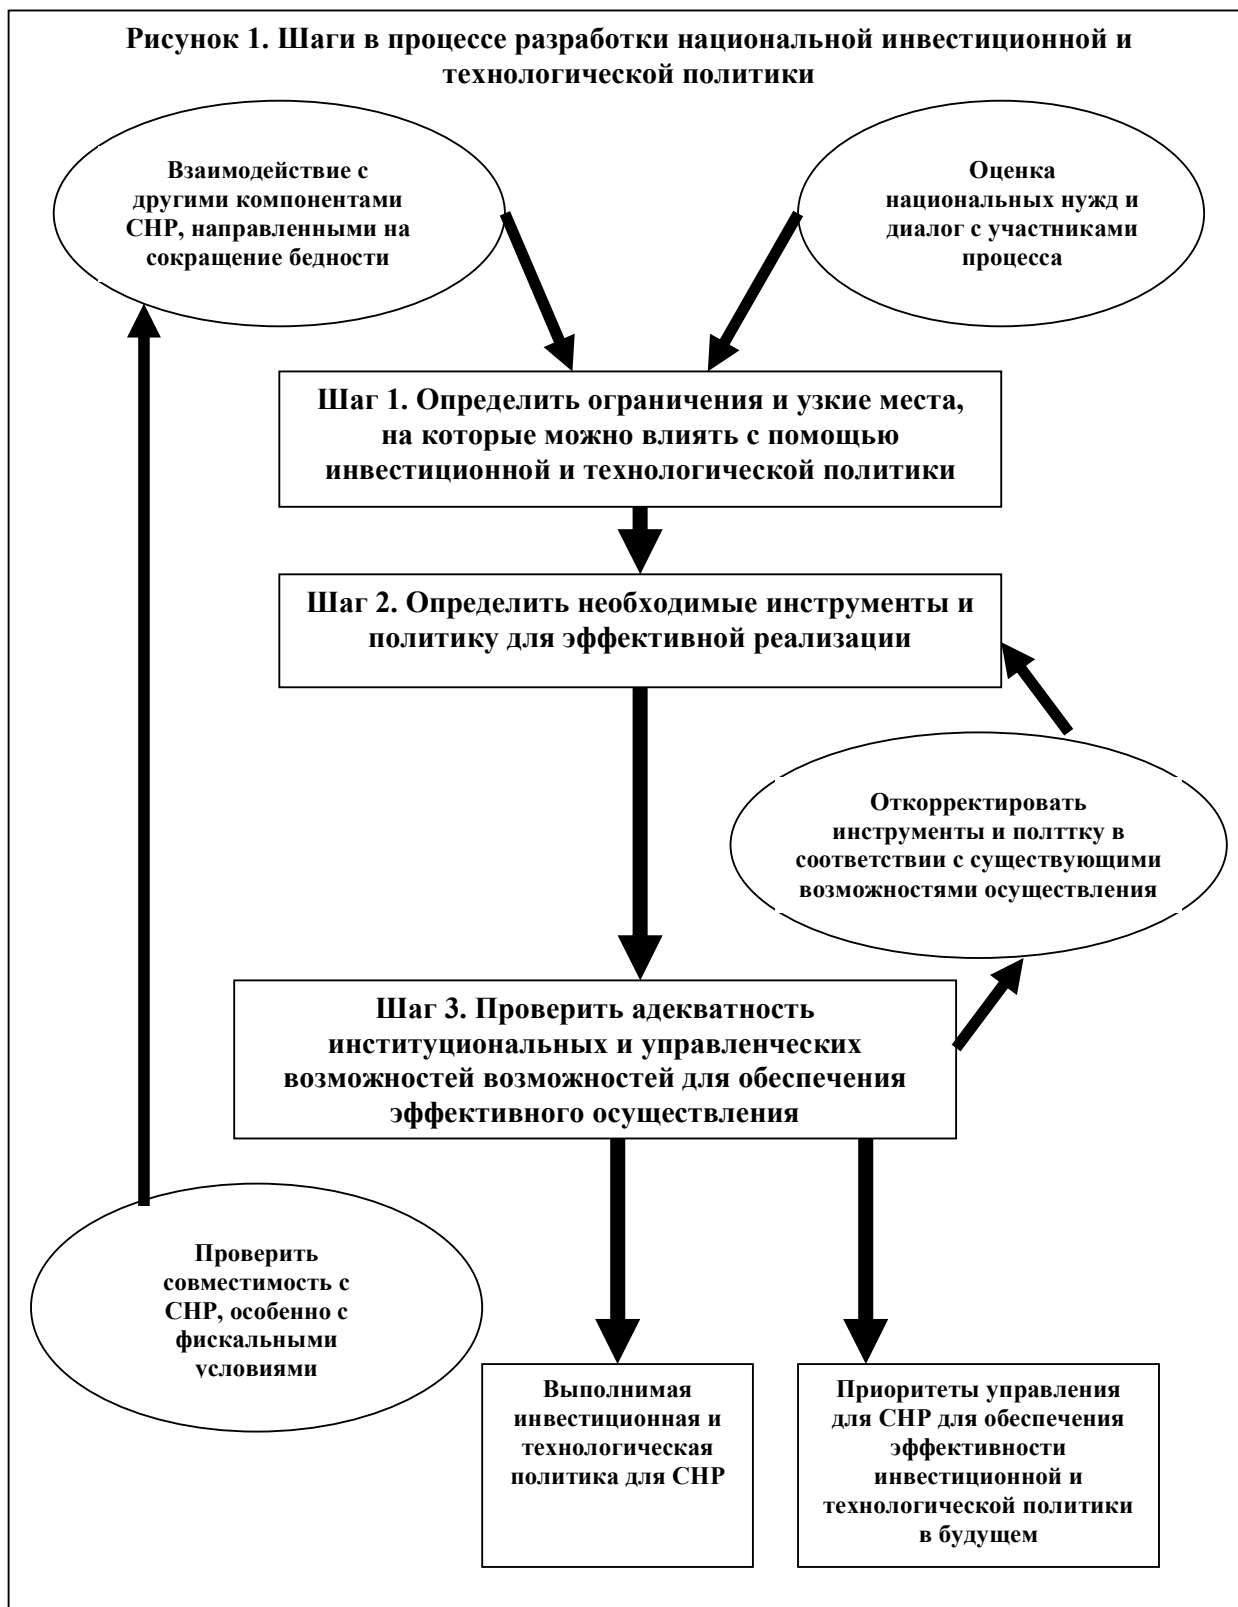 Рисунок 1. Шаги в процессе разработки национальной инвестиционной и
технологической политики
Взаимодействие с
другими компонентами
СНР, направленными на
сокращение бедности
Оценка
национальных нужд и
диалог с участниками
процесса
Шаг 1. Определить ограничения и узкие места,
на которые можно влиять с помощью
инвестиционной и технологической политики
Шаг 2. Определить необходимые инструменты и
политику для эффективной реализации
Откорректировать
инструменты и полттку в
соответствии с существующими
возможностями осуществления
Шаг 3. Проверить адекватность
институциональных и управленческих
возможностей возможностей для обеспечения
эффективного осуществления
Проверить
совместимость с
СНР, особенно с
фискальными
условиями
Выполнимая
инвестиционная и
технологическая
политика для СНР
Приоритеты управления
для СНР для обеспечения
эффективности
инвестиционной и
технологической политики
в будущем